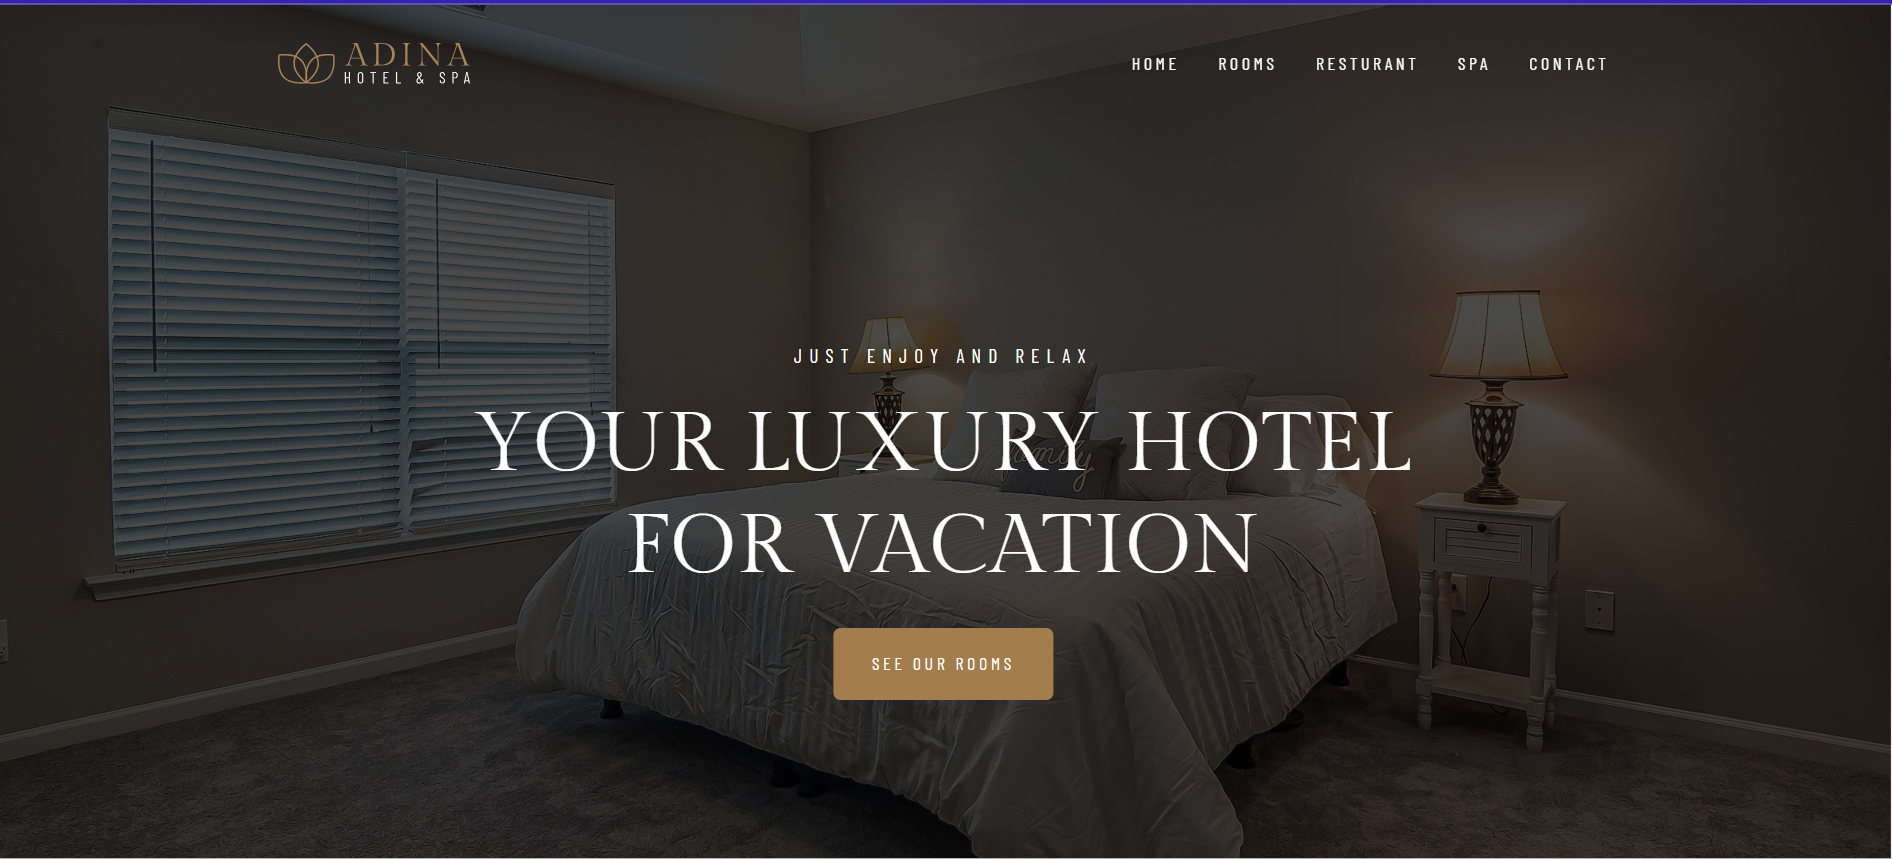 ADINA
HOTEL & SPA
HOME ROOMS RESTURANT SPA CONTACT
JUST ENJOY AND RELAX
YOUR LUXURY HOTEL
FOR VACATION
family
SEE OUR ROOMS